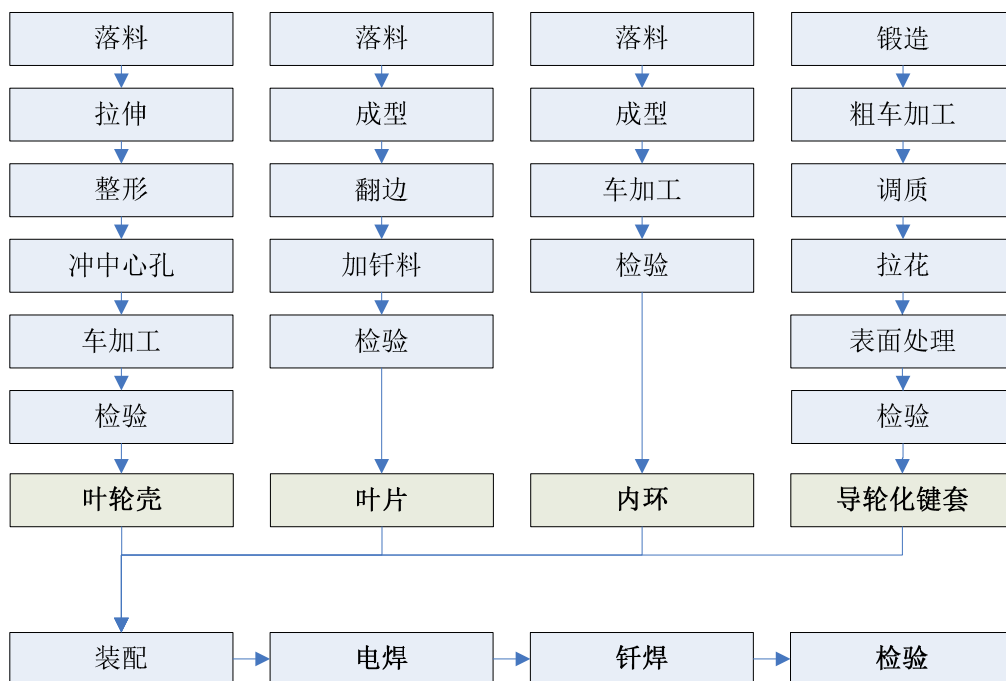 落料
落料
落料
锻造
拉伸
成型
成型
粗车加工
整形
翻边
车加工
调质
冲中心孔
加钎料
检验
拉花
车加工
检验
表面处理
检验
检验
叶轮壳
叶片
内环
导轮化键套
装配
电焊
钎焊
检验